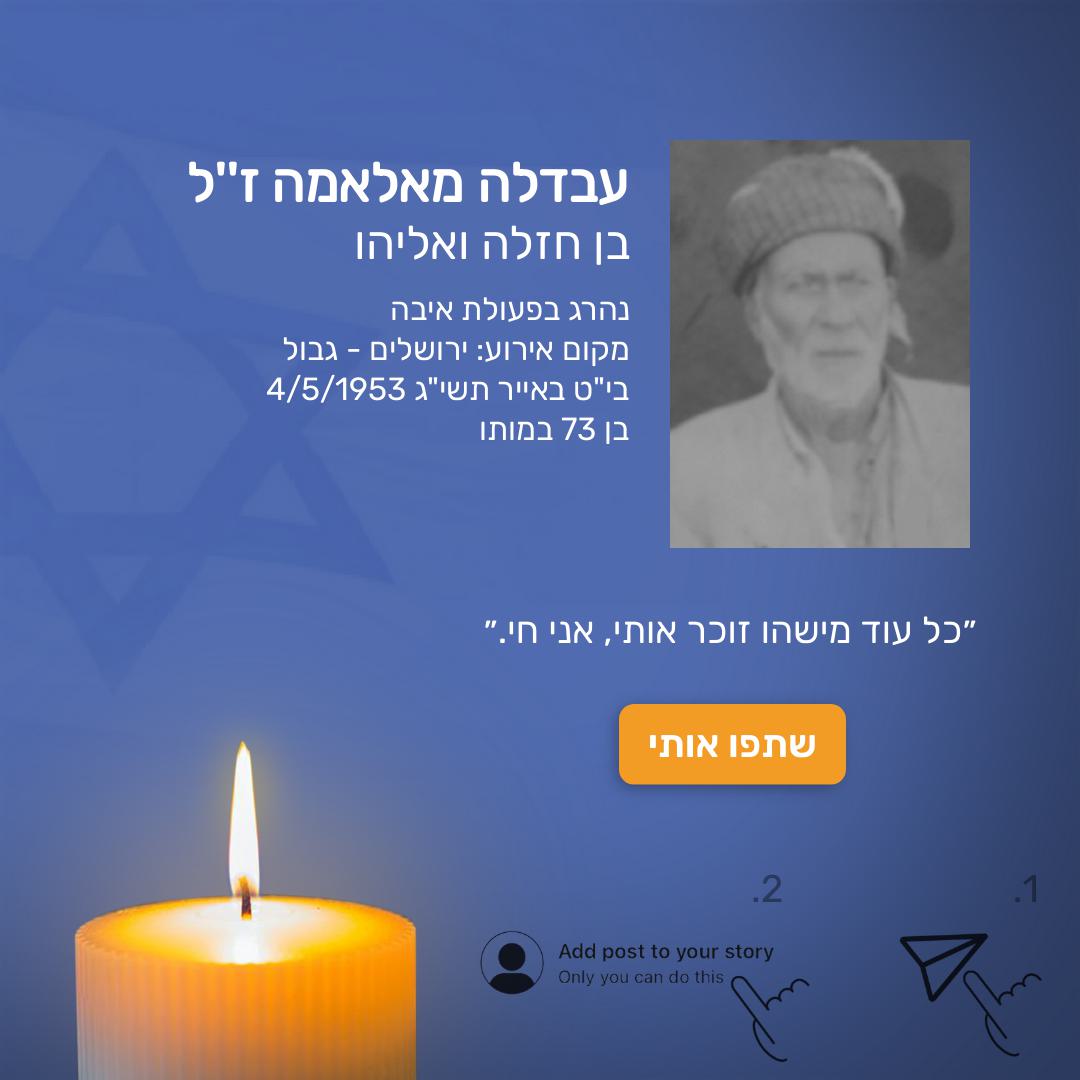 עבדלה מאלאמה ז"ל
בן חזלה ואליהו
נהרג בפעולת איבה
מקום אירוע: ירושלים - גבול
בי"ט באייר תשי"ג 4/5/1953
בן 73 במותו
״כל עוד מישהו זוכר אותי, אני חי.״
שתפו אותי
1.
2.
Add post to your story
Only you can do this